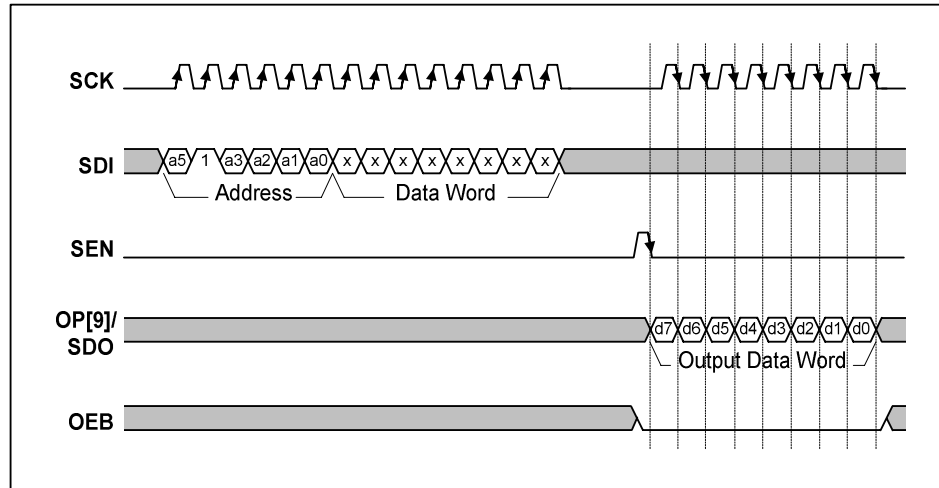 SCK
SDI a5 1 a3 a2 a1 a0 x x x x x x x x
Address Data Word
SEN
OP[9]/
SDO d7 d6 d5 d4 d3 d2 d1 d0
Output Data Word
OEB